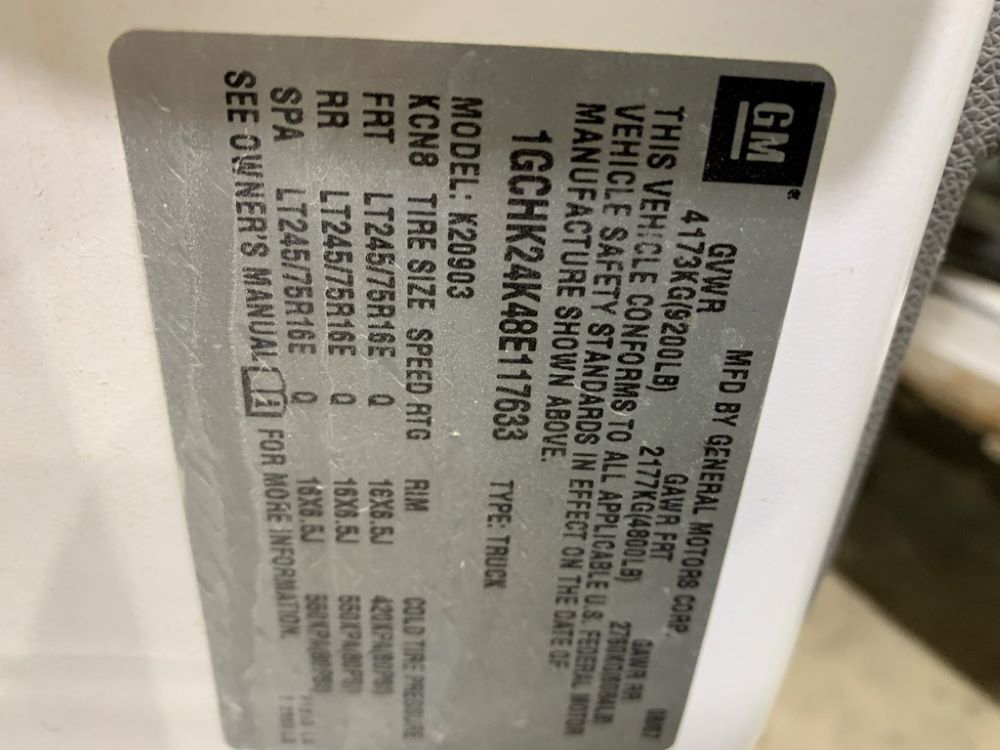 GM
MFD BY GENERAL MOTORS CORP.
GVWR GAWR FRT GAWR RR
4173KG(9200LB) 2177KG(4800LB)
THIS VEHICLE CONFORMS TO ALL APPLICABLE U.S. FEDERAL MOTOR
VEHICLE SAFETY STANDARDS IN EFFECT ON THE DATE OF
MANUFACTURE SHOWN ABOVE.
1GCHK24K48E117633 TYPE: TRUCK
MODEL: K20903
KCN8 TIRE SIZE SPEED RTG RIM COLD TIRE PRESSURE
FRT LT245/75R16E Q 16X6.5J
RR LT245/75R16E Q 16X6.5J
SPA LT245/75R16E Q 16X6.5J
SEE OWNER'S MANUAL FOR MORE INFORMATION.